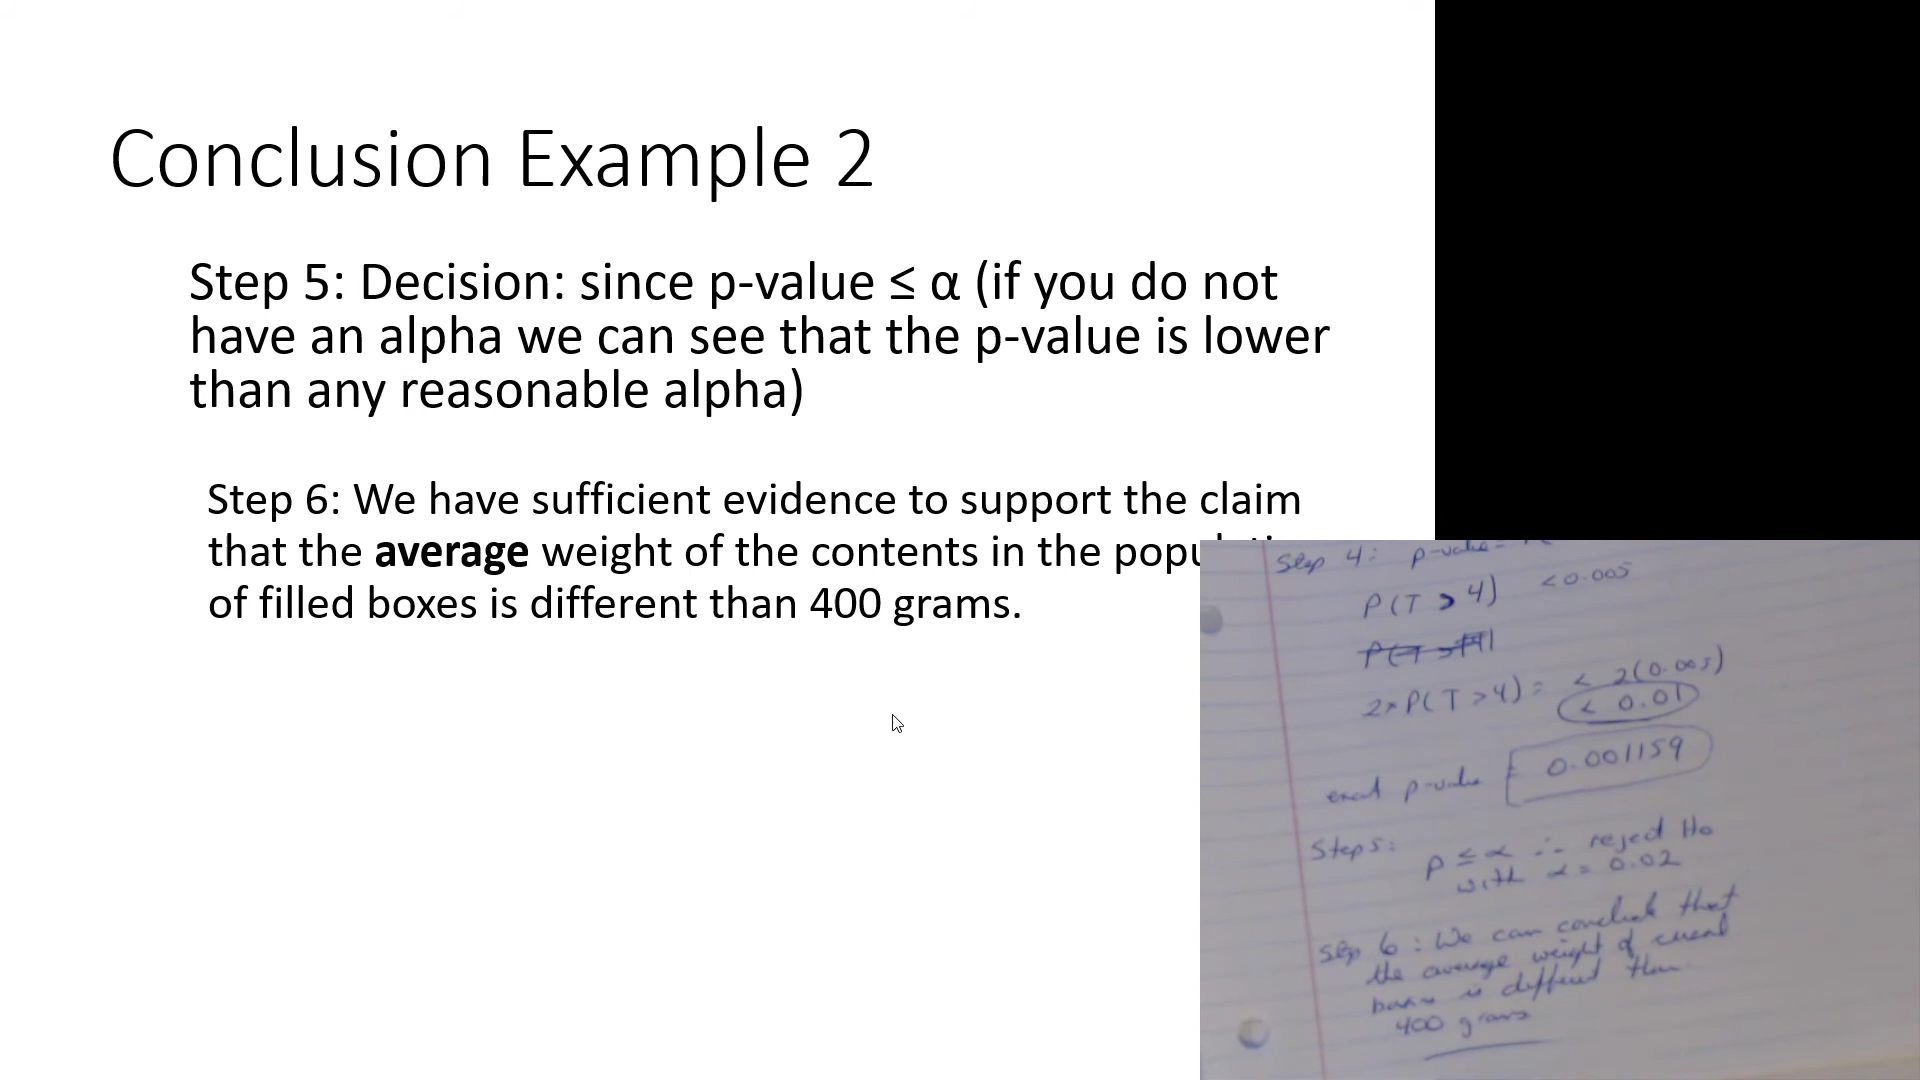 Conclusion Example 2
Step 5: Decision: since p-value ≤ α (if you do not
have an alpha we can see that the p-value is lower
than any reasonable alpha)
Step 6: We have sufficient evidence to support the claim
that the average weight of the contents in the popu
of filled boxes is different than 400 grams.
Step 4: p-value =
P(T > 4) < 0.005
2*P(T > 4) = < 2(0.005)
< 0.01
exact p-value = 0.001159
Step 5:
p ≤ α ∴ reject Ho
with α = 0.02
Step 6: We can conclude that
the average weight of cereal
boxes is different than
400 grams